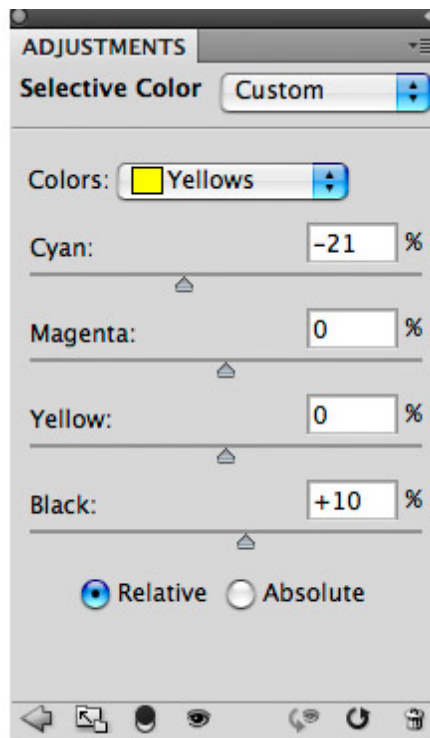 ADJUSTMENTS
Selective Color Custom
Colors: Yellows
Cyan: -21 %
Magenta: 0 %
Yellow: 0 %
Black: +10 %
Relative Absolute